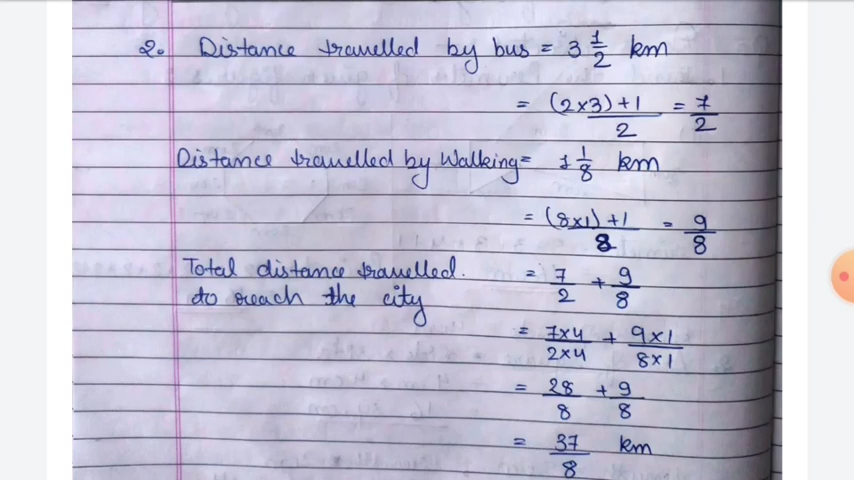 2. Distance travelled by bus = 3 1/2 km
= (2×3)+1/2 = 7/2
Distance travelled by Walking = 1 1/8 km
= (8×1)+1/8 = 9/8
Total distance travelled. = 7/2 + 9/8
to reach the city
= 7×4/2×4 + 9×1/8×1
= 28/8 + 9/8
= 37/8 km